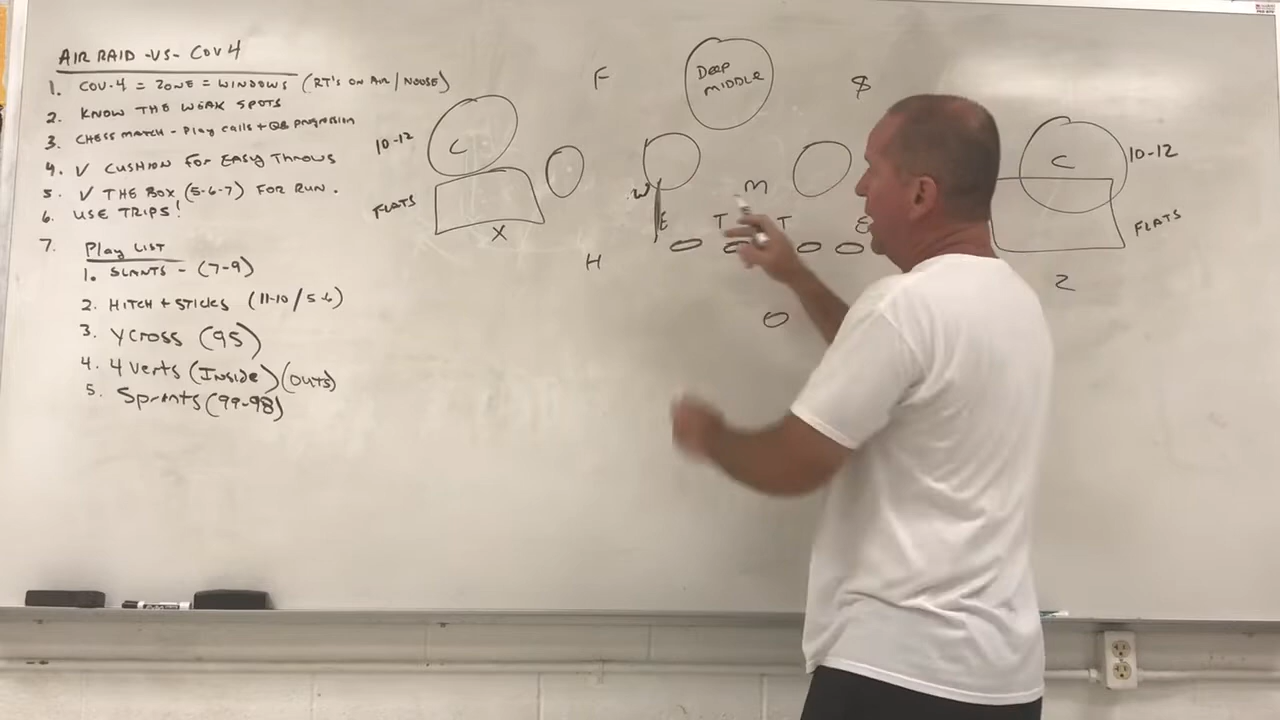 AIR RAID -VS- COV 4
1. COV-4 = ZONE = WINDOWS (RT'S ON AIR / NOOSE)
2. KNOW THE WEAK SPOTS
3. CHESS MATCH - Play calls + QB progression
4. √ CUSHION FOR EASY THROWS
5. √ THE BOX (5-6-7) FOR RUN.
6. USE TRIPS!
7. Play LIST
1. SLANTS - (7-9)
2. HITCH + STICKS (11-10 / 5-6)
3. Y CROSS (95)
4. 4 Verts (INSIDE) (OUTS)
5. Sprints (99-98)
F
DEEP
MIDDLE
$
10-12
C
C
10-12
W
M
FLATS
X
E
T
T
E
FLATS
H
Z